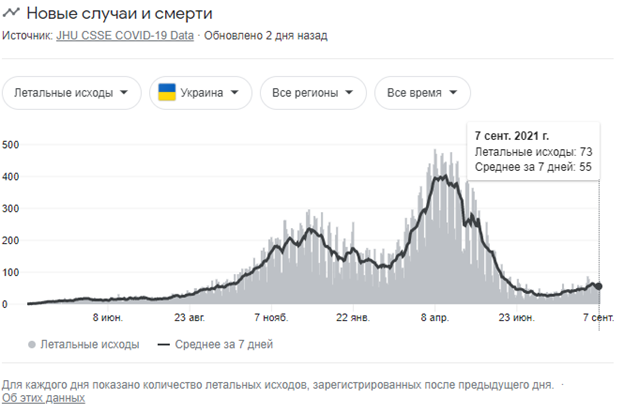 Новые случаи и смерти
Источник: JHU CSSE COVID-19 Data · Обновлено 2 дня назад
Летальные исходы Украина Все регионы Все время
7 сент. 2021 г.
Летальные исходы: 73
Среднее за 7 дней: 55
500
400
300
200
100
0
8 июн. 23 авг. 7 нояб. 22 янв. 8 апр. 23 июн. 7 сент.
Летальные исходы Среднее за 7 дней
Для каждого дня показано количество летальных исходов, зарегистрированных после предыдущего дня. ·
Об этих данных